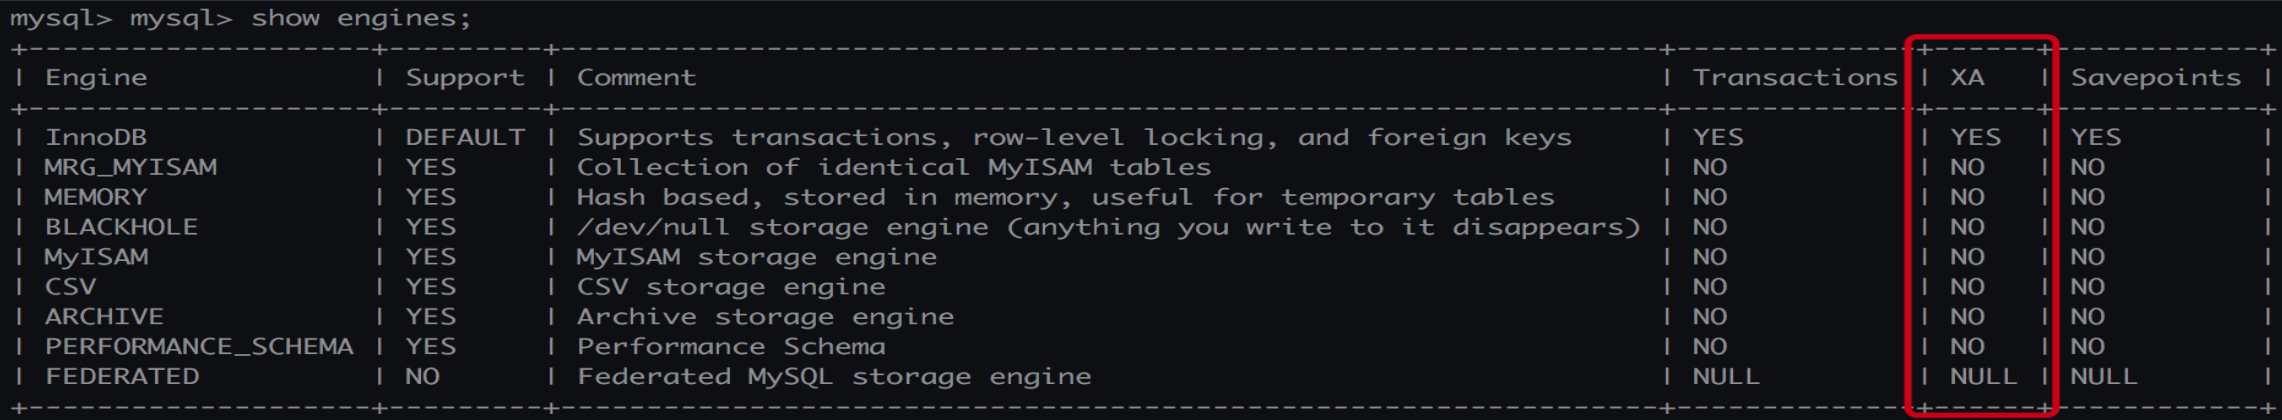 mysql> mysql> show engines;
+--------------------+---------+----------------------------------------------------------------+--------------+------+------------+
| Engine             | Support | Comment                                                        | Transactions | XA   | Savepoints |
+--------------------+---------+----------------------------------------------------------------+--------------+------+------------+
| InnoDB             | DEFAULT | Supports transactions, row-level locking, and foreign keys     | YES          | YES  | YES        |
| MRG_MYISAM         | YES     | Collection of identical MyISAM tables                          | NO           | NO   | NO         |
| MEMORY             | YES     | Hash based, stored in memory, useful for temporary tables      | NO           | NO   | NO         |
| BLACKHOLE          | YES     | /dev/null storage engine (anything you write to it disappears) | NO           | NO   | NO         |
| MyISAM             | YES     | MyISAM storage engine                                          | NO           | NO   | NO         |
| CSV                | YES     | CSV storage engine                                             | NO           | NO   | NO         |
| ARCHIVE            | YES     | Archive storage engine                                         | NO           | NO   | NO         |
| PERFORMANCE_SCHEMA | YES     | Performance Schema                                             | NO           | NO   | NO         |
| FEDERATED          | NO      | Federated MySQL storage engine                                 | NULL         | NULL | NULL       |
+--------------------+---------+----------------------------------------------------------------+--------------+------+------------+